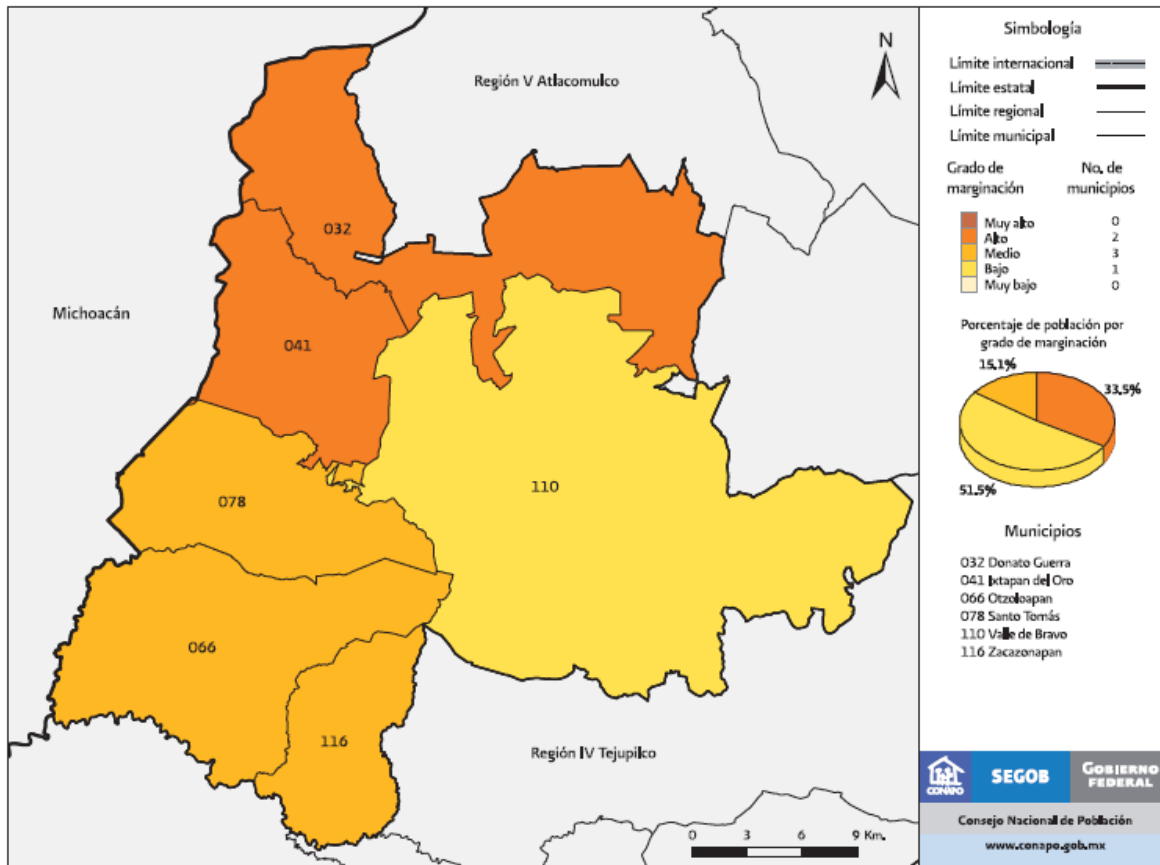 Región V Atlacomulco
N
Michoacán
032
041
110
078
066
116
Región IV Tejupilco
0 3 6 9 Km.
Simbología
Límite internacional
Límite estatal
Límite regional
Límite municipal
Grado de
marginación
No. de
municipios
Muy alto 0
Alto 2
Medio 3
Bajo 1
Muy bajo 0
Porcentaje de población por
grado de marginación
15.1%
33.5%
51.5%
Municipios
032 Donato Guerra
041 Ixtapan del Oro
066 Otzoloapan
078 Santo Tomás
110 Valle de Bravo
116 Zacazonapan
CONAPO
SEGOB
GOBIERNO
FEDERAL
Consejo Nacional de Población
www.conapo.gob.mx